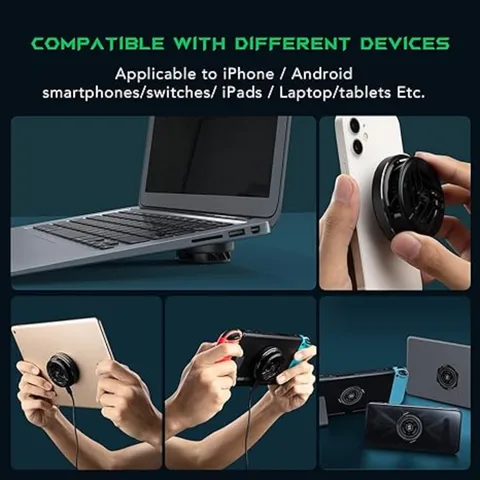 COMPATIBLE WITH DIFFERENT DEVICES
Applicable to iPhone / Android
smartphones/switches/ iPads / Laptop/tablets Etc.